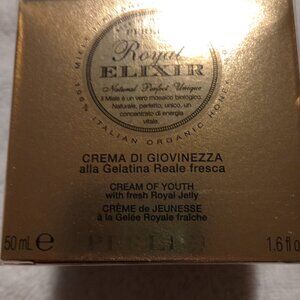 Royal
ELIXIR
Natural Perfect Unique
Il Miele è un vero mosaico biologico.
Naturale, perfetto, unico, un
concentrato di energia
vitale.
ITALIAN ORGANIC HONEY
CREMA DI GIOVINEZZA
alla Gelatina Reale fresca
CREAM OF YOUTH
with fresh Royal Jelly
CRÈME de JEUNESSE
à la Gelée Royale fraîche
50 mL e
1.6 fl o